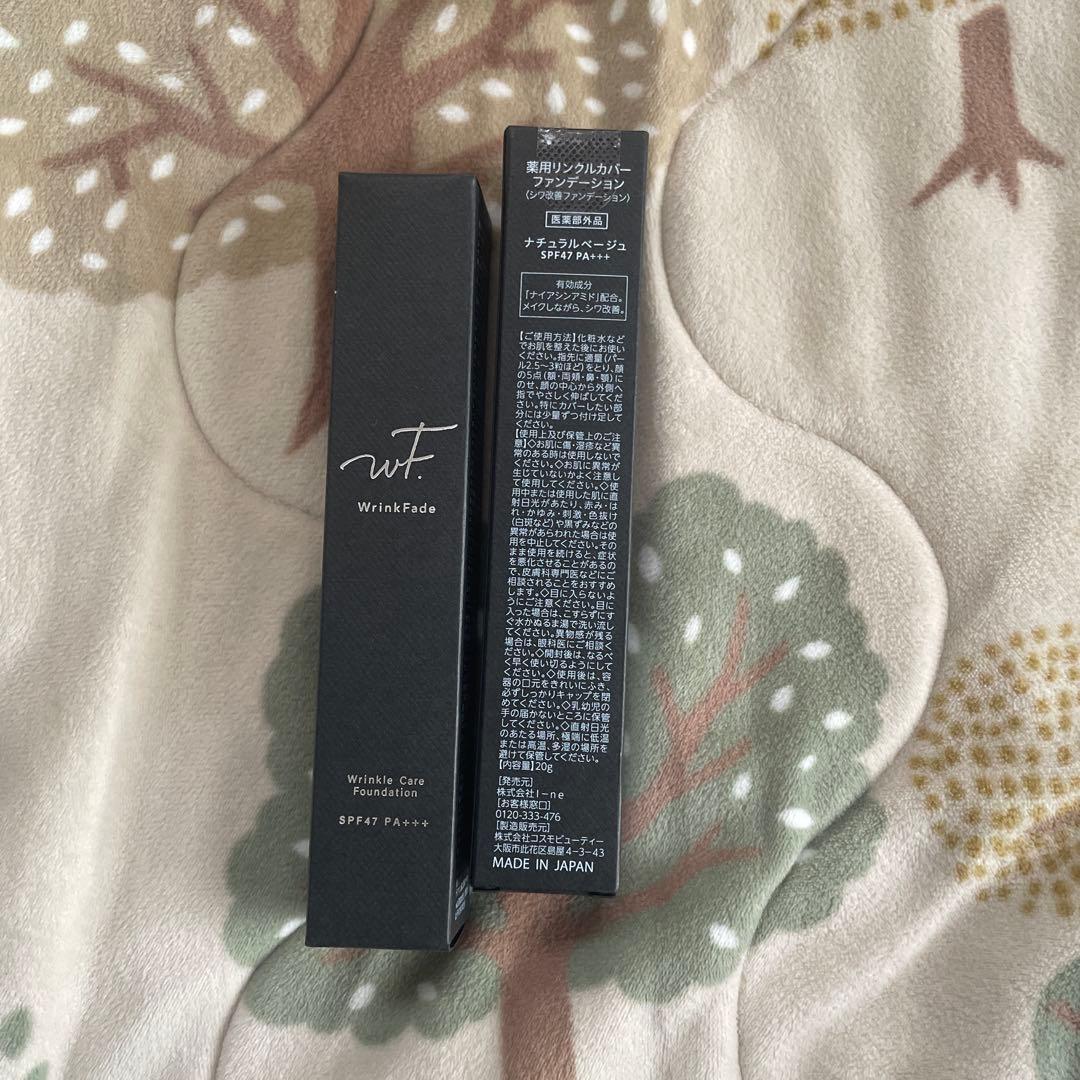 WF.
WrinkFade
Wrinkle Care
Foundation
SPF47 PA+++
薬用リンクルカバー
ファンデーション
〈シワ改善ファンデーション〉
医薬部外品
ナチュラルベージュ
SPF47 PA+++
有効成分
「ナイアシンアミド」配合。
メイクしながら、シワ改善。
【ご使用方法】化粧水など
でお肌を整えた後にお使い
ください。指先に適量(パー
ル2.5~3粒ほど)をとり、顔
の5点(額・両頬・鼻・顎)に
のせ、顔の中心から外側へ
指でやさしく伸ばしてくだ
さい。特にカバーしたい部
分には少量ずつ付け足して
ください。
【使用上及び保管上のご注
意】◇お肌に傷・湿疹など異
常のある時は使用しないで
ください。◇お肌に異常が
生じていないかよく注意し
て使用してください。◇使
用中または使用した肌に直
射日光があたり、赤み・は
れ・かゆみ・刺激・色抜け
(白斑など)や黒ずみなどの
異常があらわれた場合は使
用を中止してください。その
まま使用を続けると、症状
を悪化させることがあるの
で、皮膚科専門医などにご
相談されることをおすすめ
します。◇目に入らないよ
うにご注意ください。目に
入った場合は、こすらずにす
ぐ水かぬるま湯で洗い流し
てください。異物感が残る
場合は、眼科医にご相談く
ださい。◇開封後は、なるべ
く早く使い切るようにして
ください。◇使用後は、容
器の口元をきれいにふき、
必ずしっかりキャップを閉
めてください。◇乳幼児の
手の届かないところに保管
してください。◇直射日光
のあたる場所、極端に低温
または高温、多湿の場所を
避けて保管してください。
【内容量】20g
[発売元]
株式会社I-ne
[お客様窓口]
0120-333-476
[製造販売元]
株式会社コスモビューティー
大阪市此花区島屋4-3-43
MADE IN JAPAN